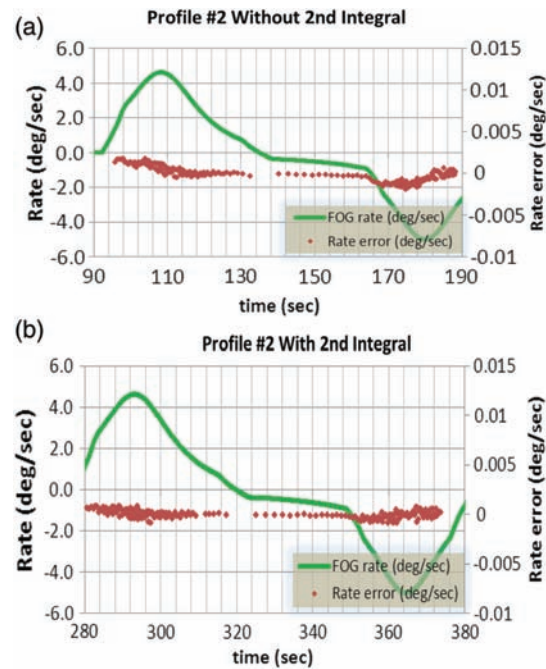 (a)
Profile #2 Without 2nd Integral
6.0
4.0
2.0
0.0
-2.0
-4.0
-6.0
Rate (deg/sec)
0.015
0.01
0.005
0
-0.005
-0.01
Rate error (deg/sec)
FOG rate (deg/sec)
Rate error (deg/sec)
90 110 130 150 170 190
time (sec)
(b)
Profile #2 With 2nd Integral
6.0
4.0
2.0
0.0
-2.0
-4.0
-6.0
Rate (deg/sec)
0.015
0.01
0.005
0
-0.005
-0.01
Rate error (deg/sec)
FOG rate (deg/sec)
Rate error (deg/sec)
280 300 320 340 360 380
time (sec)